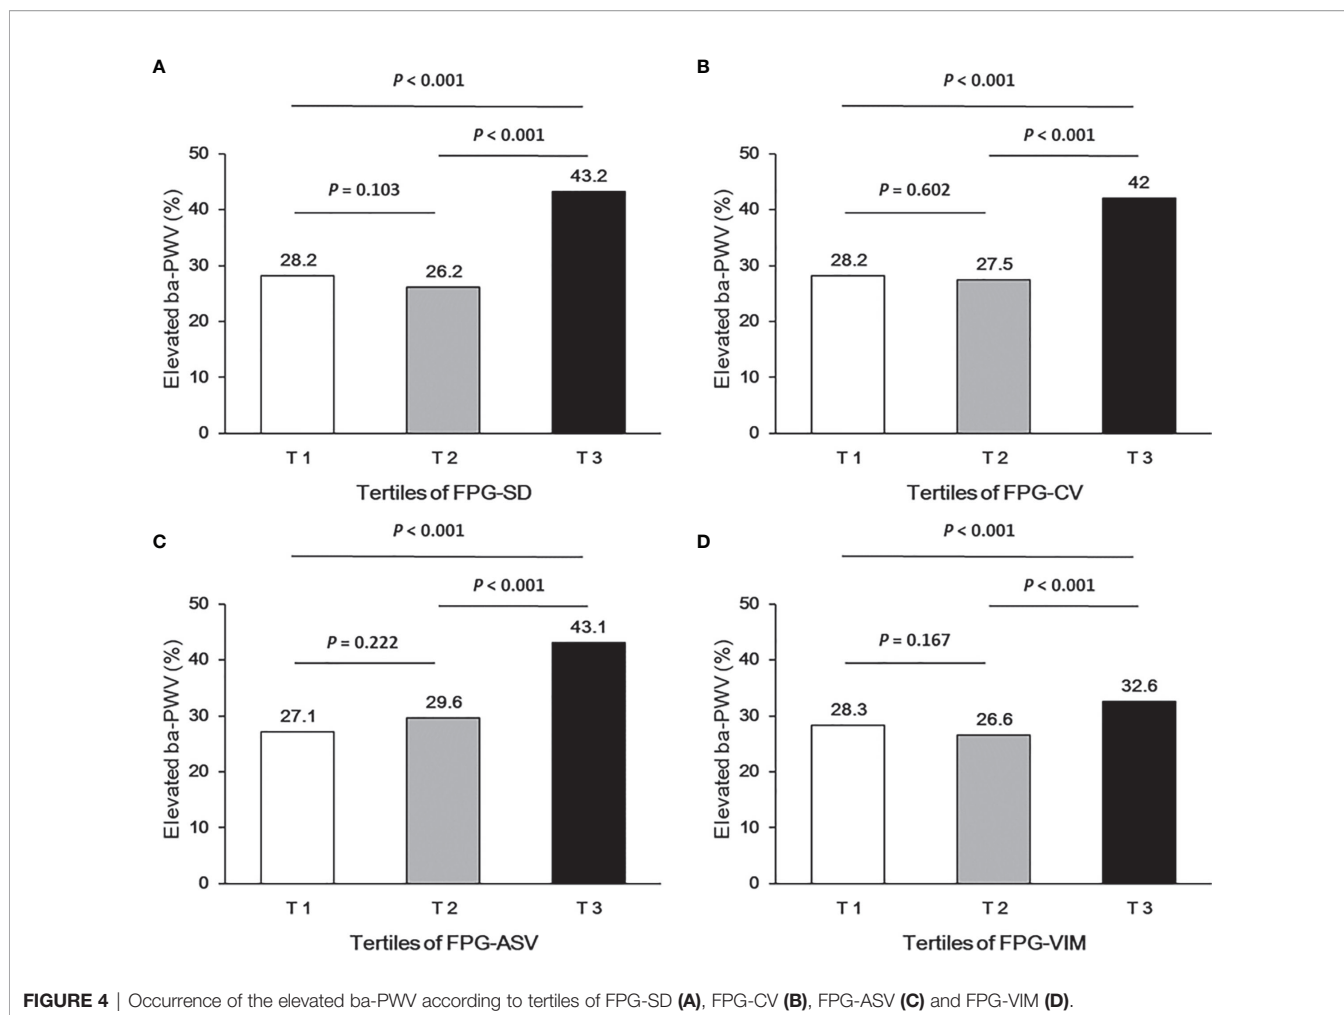 A
P < 0.001
P < 0.001
P = 0.103
Elevated ba-PWV (%)
50
40
30
20
10
0
28.2
26.2
43.2
T 1 T 2 T 3
Tertiles of FPG-SD
B
P < 0.001
P < 0.001
P = 0.602
Elevated ba-PWV (%)
50
40
30
20
10
0
28.2
27.5
42
T 1 T 2 T 3
Tertiles of FPG-CV
C
P < 0.001
P < 0.001
P = 0.222
Elevated ba-PWV (%)
50
40
30
20
10
0
27.1
29.6
43.1
T 1 T 2 T 3
Tertiles of FPG-ASV
D
P < 0.001
P < 0.001
P = 0.167
Elevated ba-PWV (%)
50
40
30
20
10
0
28.3
26.6
32.6
T 1 T 2 T 3
Tertiles of FPG-VIM
FIGURE 4 | Occurrence of the elevated ba-PWV according to tertiles of FPG-SD (A), FPG-CV (B), FPG-ASV (C) and FPG-VIM (D).